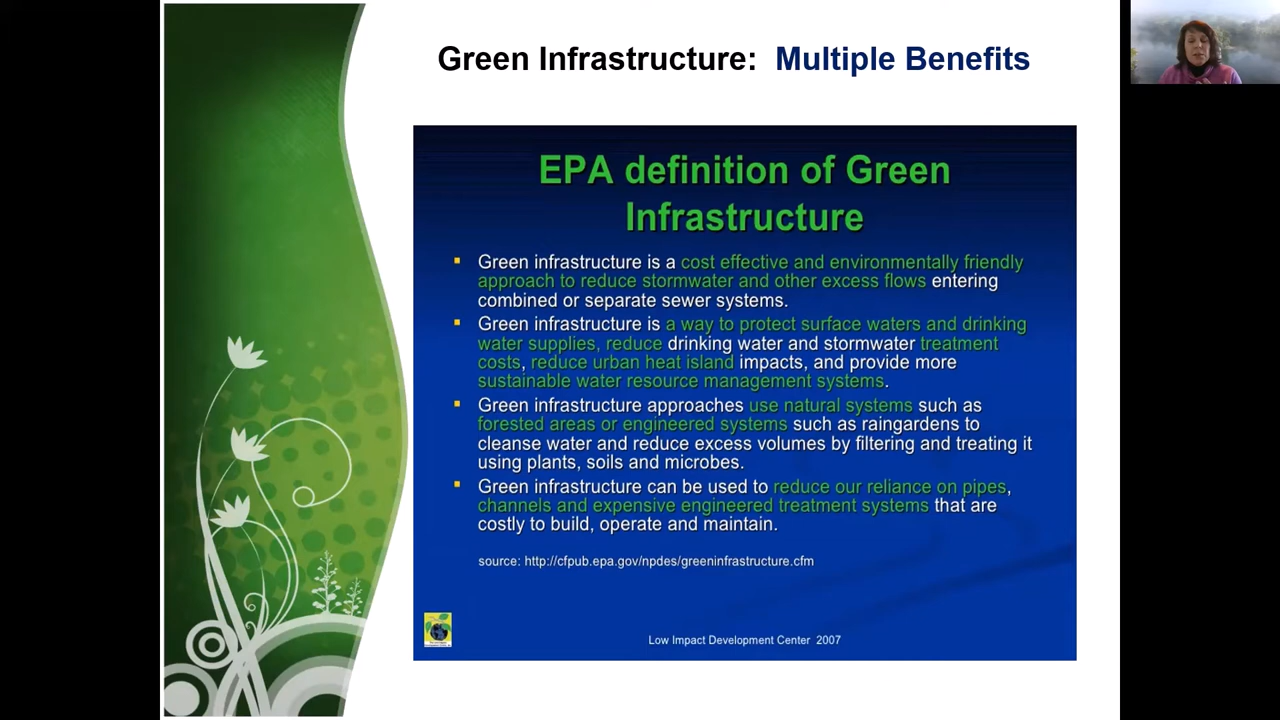 Green Infrastructure: Multiple Benefits
EPA definition of Green
Infrastructure
Green infrastructure is a cost effective and environmentally friendly
approach to reduce stormwater and other excess flows entering
combined or separate sewer systems.
Green infrastructure is a way to protect surface waters and drinking
water supplies, reduce drinking water and stormwater treatment
costs, reduce urban heat island impacts, and provide more
sustainable water resource management systems.
Green infrastructure approaches use natural systems such as
forested areas or engineered systems such as raingardens to
cleanse water and reduce excess volumes by filtering and treating it
using plants, soils and microbes.
Green infrastructure can be used to reduce our reliance on pipes,
channels and expensive engineered treatment systems that are
costly to build, operate and maintain.
source: http://cfpub.epa.gov/npdes/greeninfrastructure.cfm
Low Impact Development Center 2007